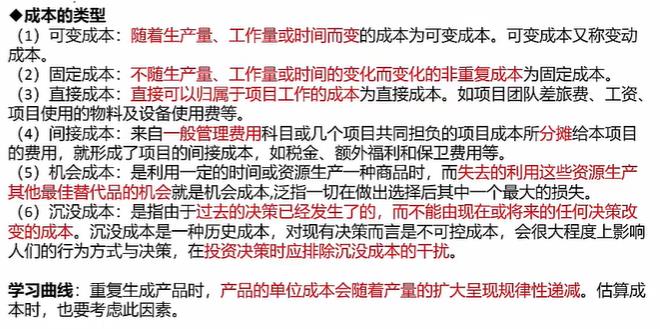 ◆成本的类型
（1）可变成本：随着生产量、工作量或时间而变的成本为可变成本。可变成本又称变动
成本。
（2）固定成本：不随生产量、工作量或时间的变化而变化的非重复成本为固定成本。
（3）直接成本：直接可以归属于项目工作的成本为直接成本。如项目团队差旅费、工资、
项目使用的物料及设备使用费等。
（4）间接成本：来自一般管理费用科目或几个项目共同担负的项目成本所分摊给本项目
的费用，就形成了项目的间接成本，如税金、额外福利和保卫费用等。
（5）机会成本：是利用一定的时间或资源生产一种商品时，而失去的利用这些资源生产
其他最佳替代品的机会就是机会成本,泛指一切在做出选择后其中一个最大的损失。
（6）沉没成本：是指由于过去的决策已经发生了的，而不能由现在或将来的任何决策改
变的成本。沉没成本是一种历史成本，对现有决策而言是不可控成本，会很大程度上影响
人们的行为方式与决策，在投资决策时应排除沉没成本的干扰。
学习曲线：重复生成产品时，产品的单位成本会随着产量的扩大呈现规律性递减。估算成
本时，也要考虑此因素。